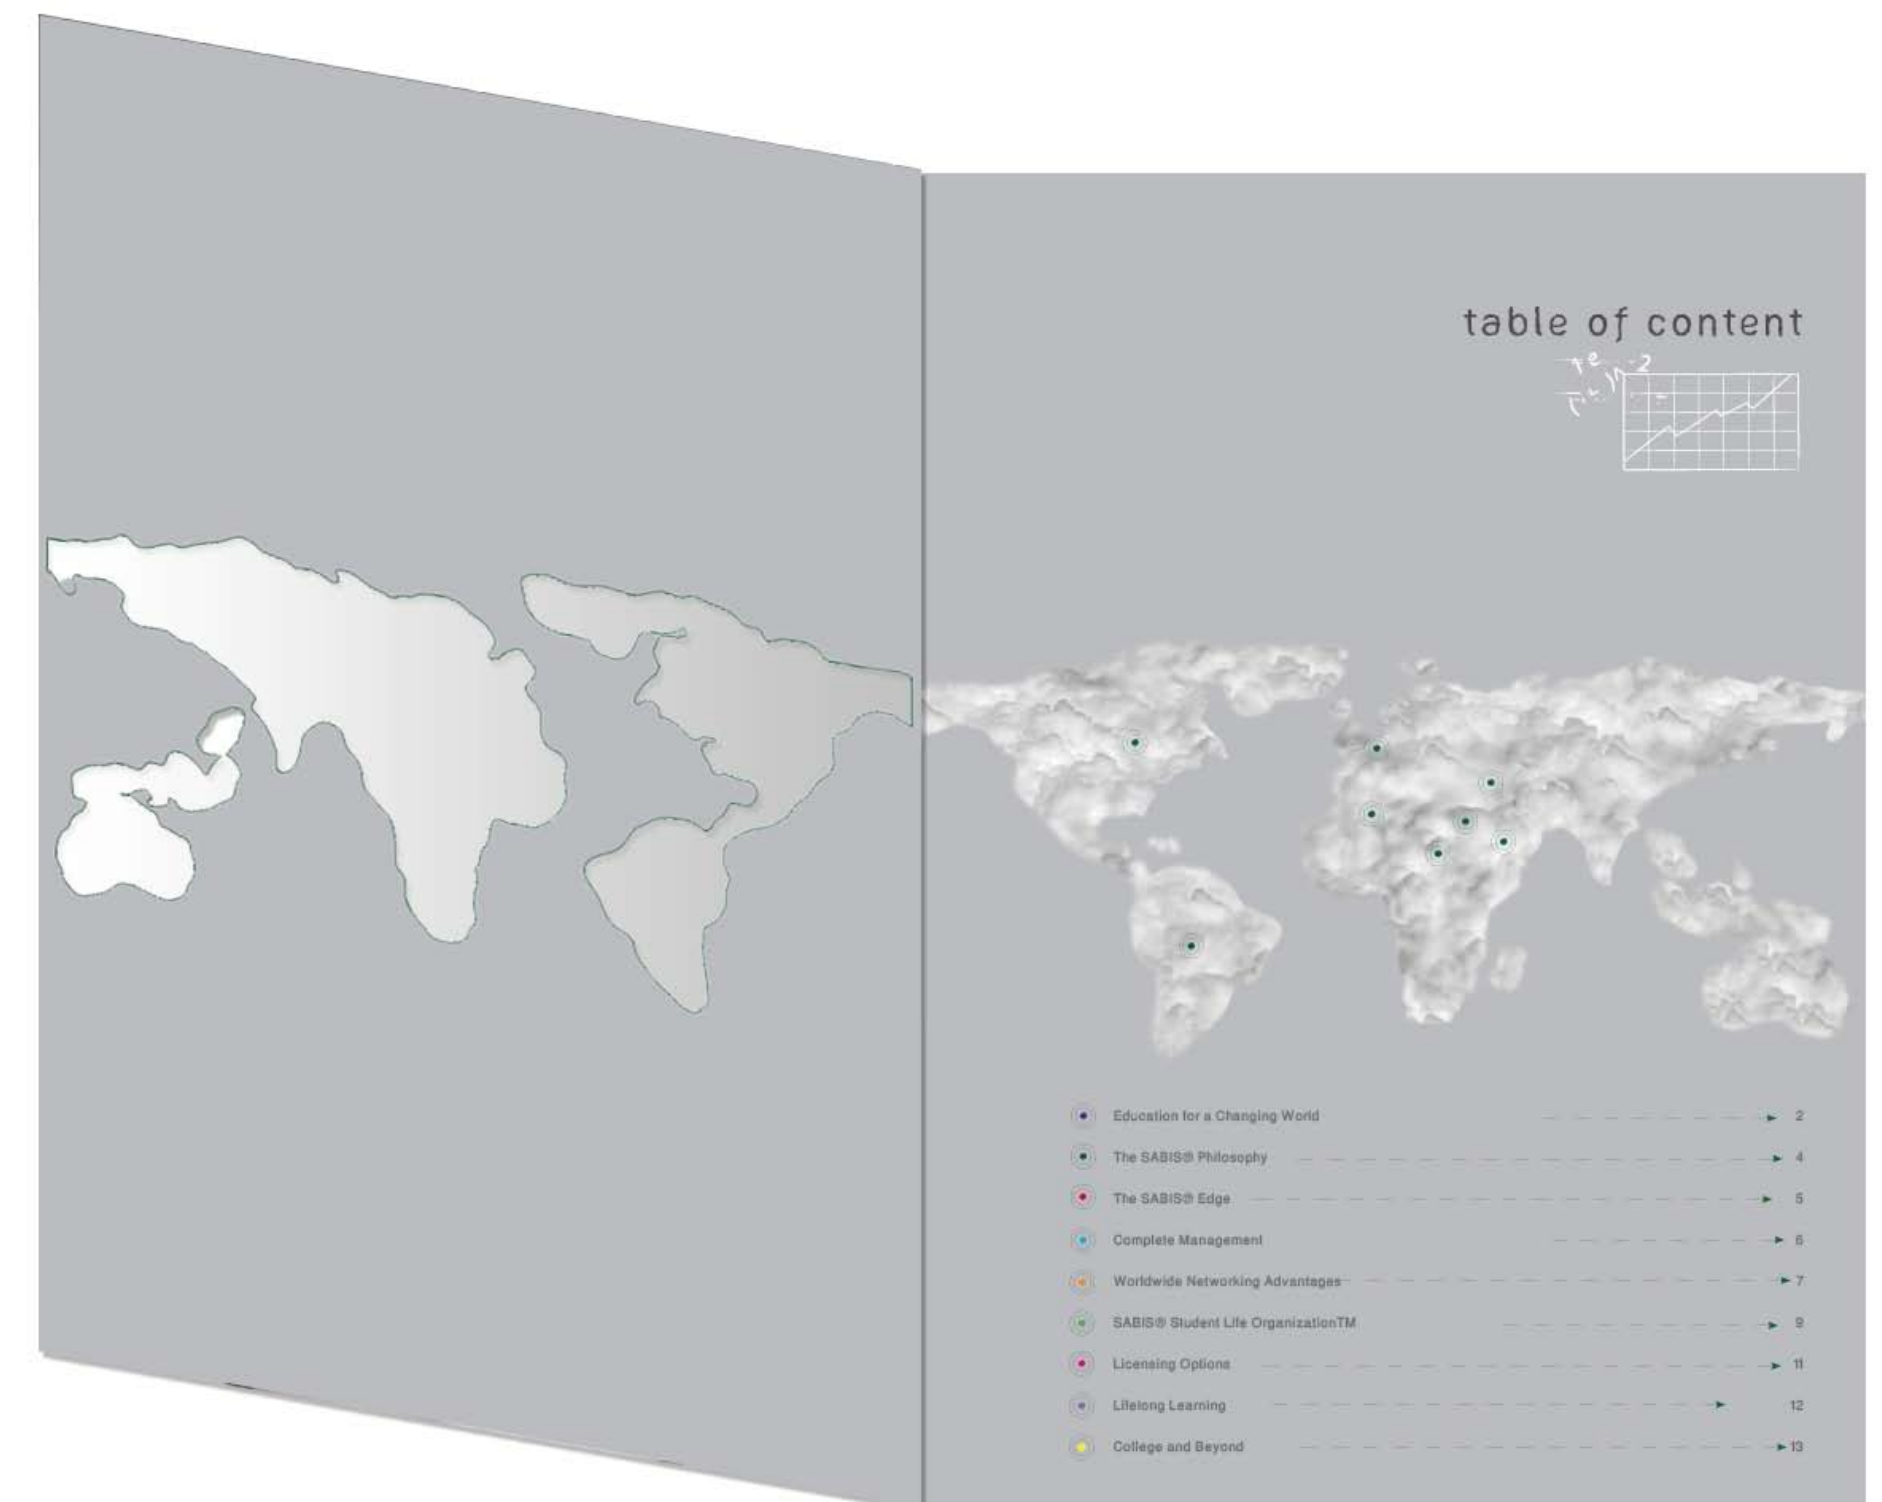 table of content
Education for a Changing World 2
The SABIS® Philosophy 4
The SABIS® Edge 5
Complete Management 6
Worldwide Networking Advantages 7
SABIS® Student Life OrganizationTM 9
Licensing Options 11
Lifelong Learning 12
College and Beyond 13